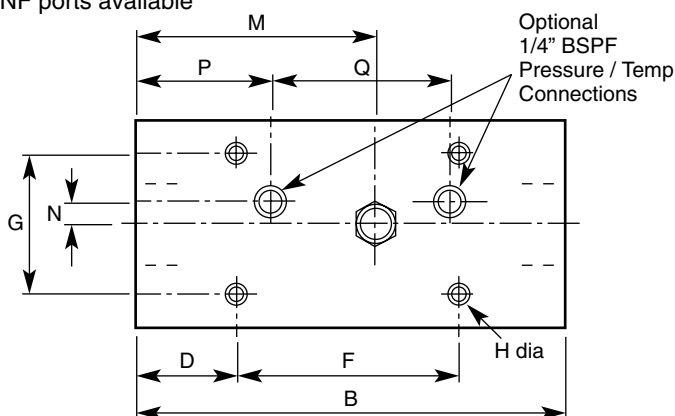 NF ports available
M
Optional
1/4" BSPF
Pressure / Temp
Connections
P
Q
G
N
H dia
D
F
B